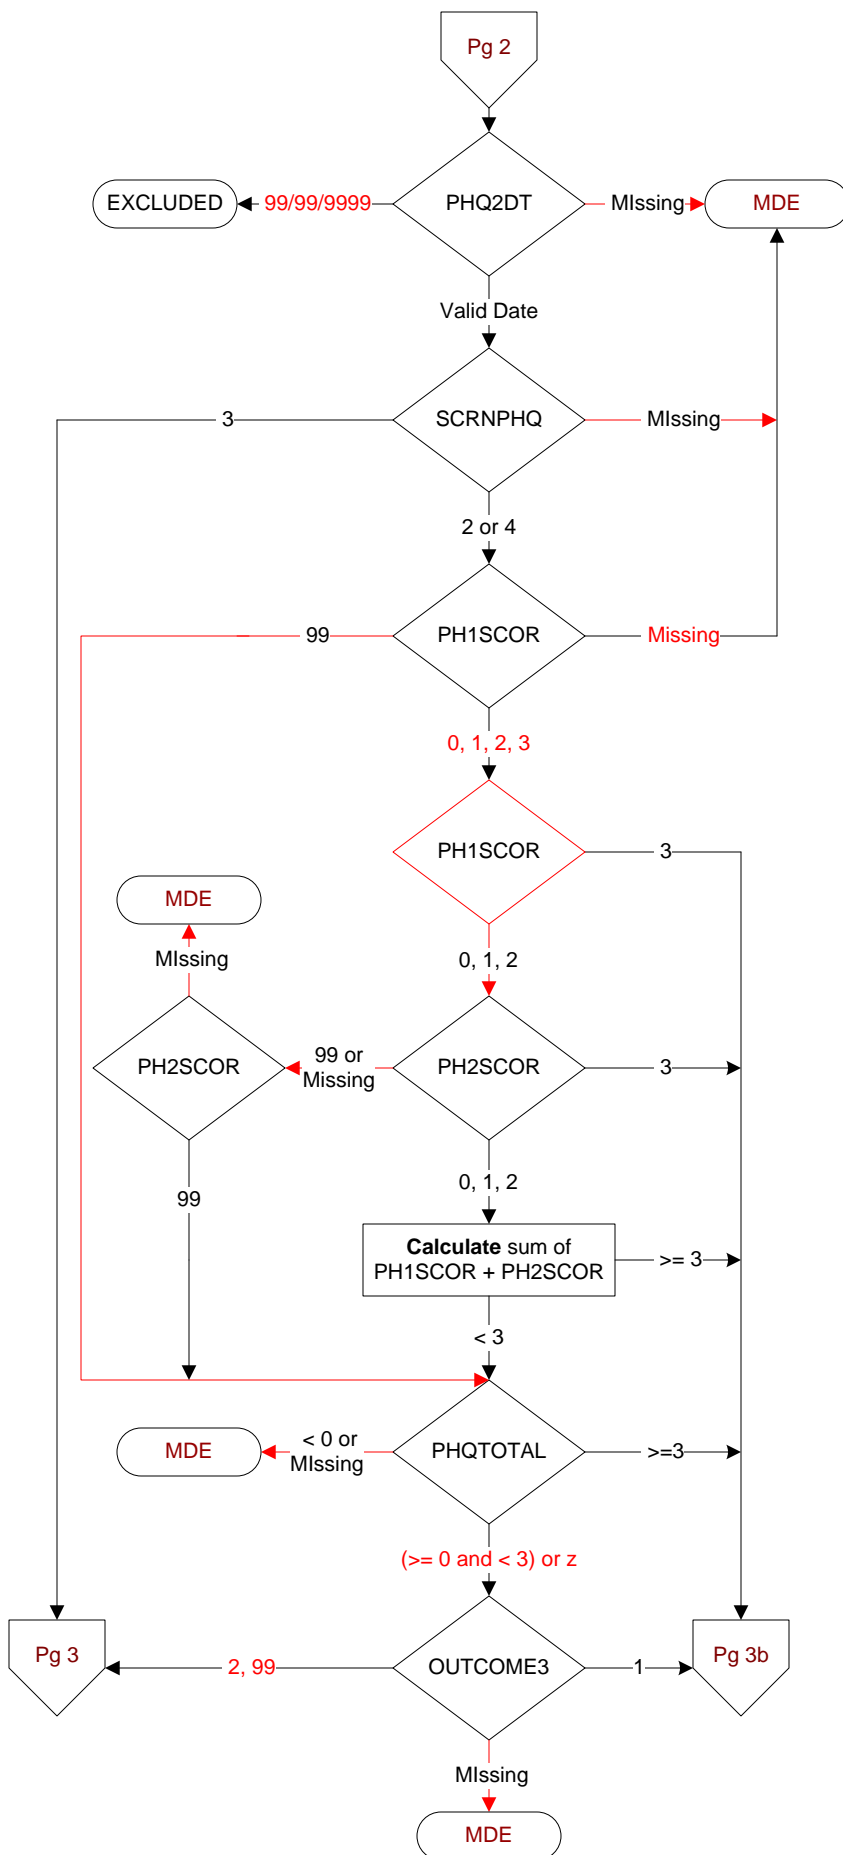 Pg 2
EXCLUDED
99/99/9999
PHQ2DT
MIssing
MDE
Valid Date
3
SCRNPHQ
MIssing
2 or 4
99
PH1SCOR
Missing
0, 1, 2, 3
PH1SCOR
3
MDE
MIssing
0, 1, 2
PH2SCOR
99 or
Missing
PH2SCOR
3
99
0, 1, 2
Calculate sum of
PH1SCOR + PH2SCOR
>= 3
< 3
MDE
< 0 or
MIssing
PHQTOTAL
>=3
(>= 0 and < 3) or z
Pg 3
2, 99
OUTCOME3
1
Pg 3b
MIssing
MDE